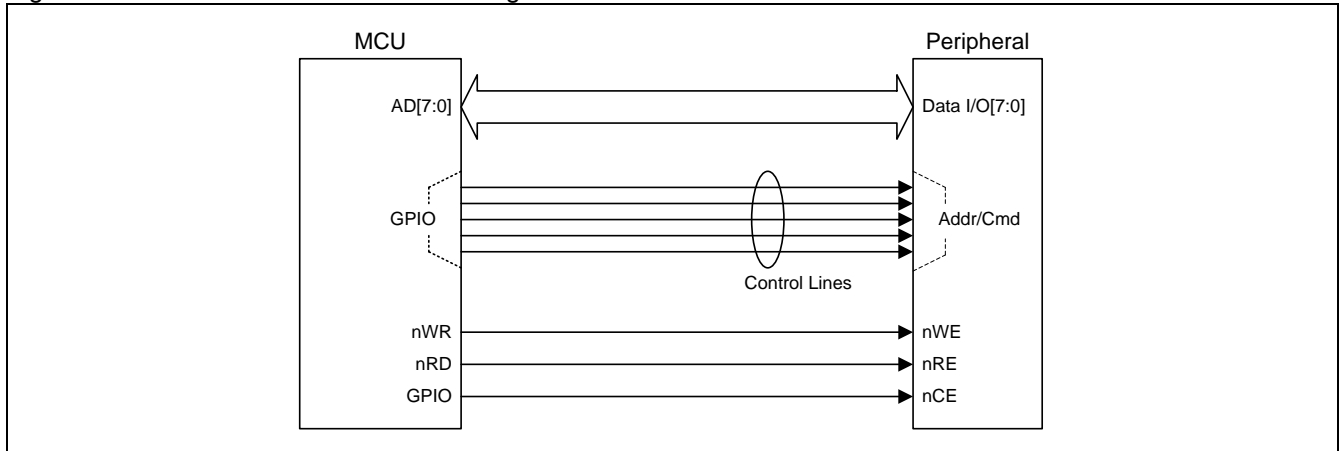 MCU
Peripheral
AD[7:0]
Data I/O[7:0]
GPIO
Addr/Cmd
Control Lines
nWR
nWE
nRD
nRE
GPIO
nCE